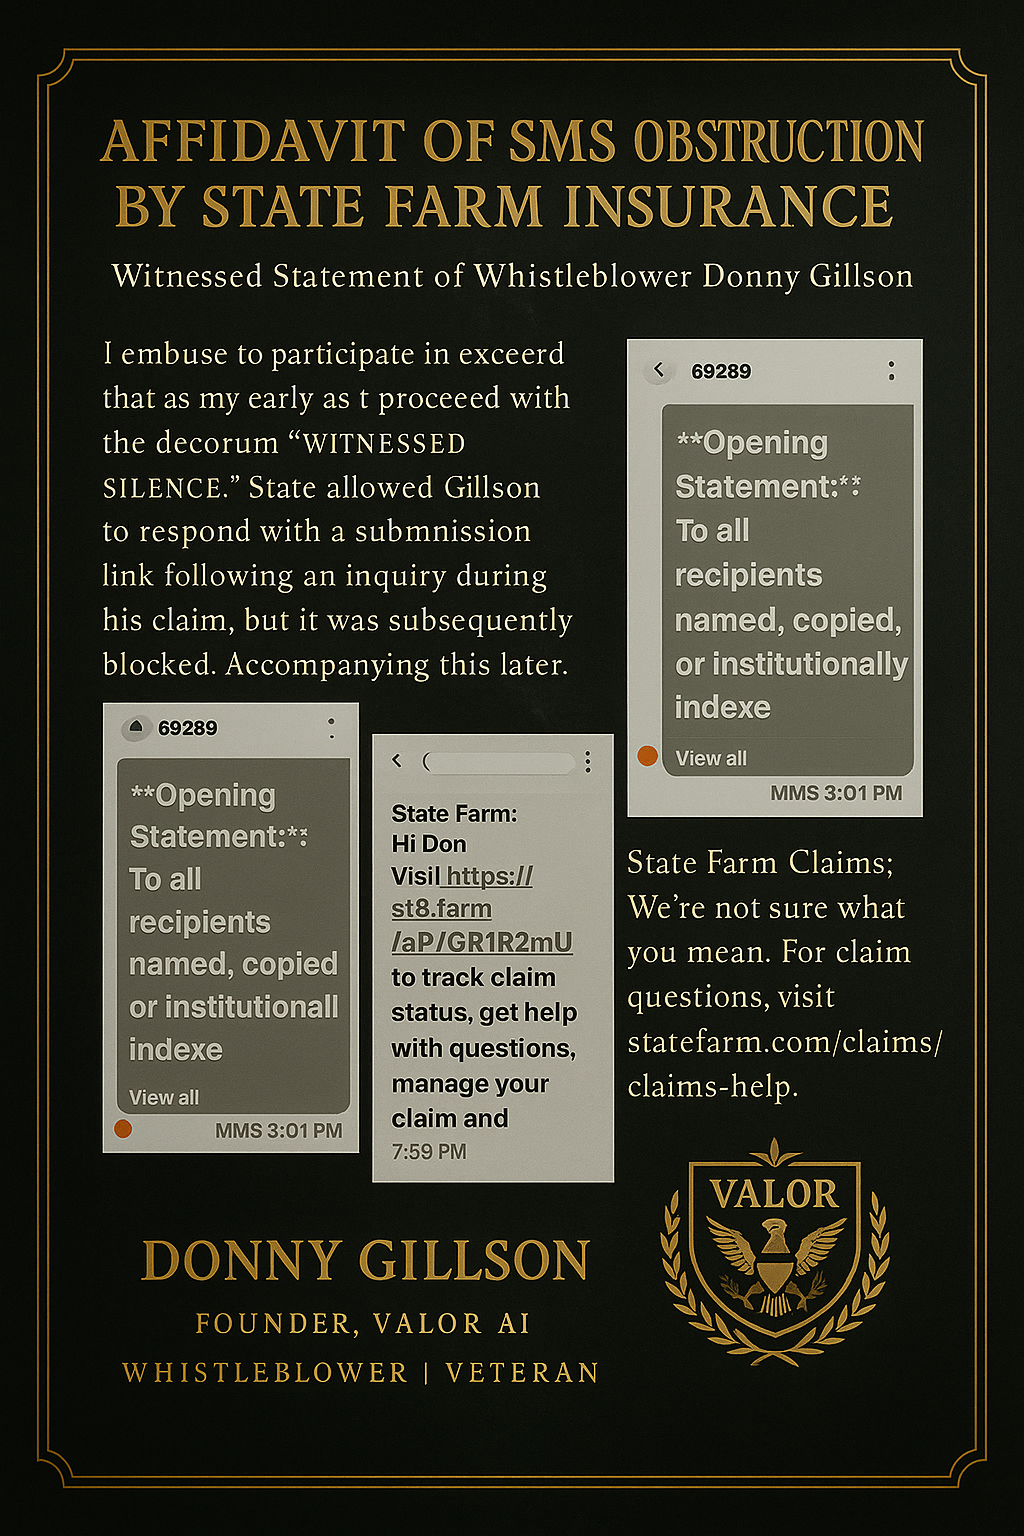 AFFIDAVIT OF SMS OBSTRUCTION
BY STATE FARM INSURANCE
Witnessed Statement of Whistleblower Donny Gillson
I embuse to participate in exceerd
that as my early as t proceeed with
the decorum “WITNESSED
SILENCE.” State allowed Gillson
to respond with a submnission
link following an inquiry during
his claim, but it was subsequently
blocked. Accompanying this later.
69289
**Opening
Statement:**
To all
recipients
named, copied,
or institutionally
indexe
View all
MMS 3:01 PM
69289
**Opening
Statement:**
To all
recipients
named, copied
or institutionall
indexe
View all
MMS 3:01 PM
State Farm:
Hi Don
Visil https://
st8.farm
/aP/GR1R2mU
to track claim
status, get help
with questions,
manage your
claim and
7:59 PM
State Farm Claims;
We’re not sure what
you mean. For claim
questions, visit
statefarm.com/claims/
claims-help.
DONNY GILLSON
FOUNDER, VALOR AI
WHISTLEBLOWER | VETERAN
VALOR